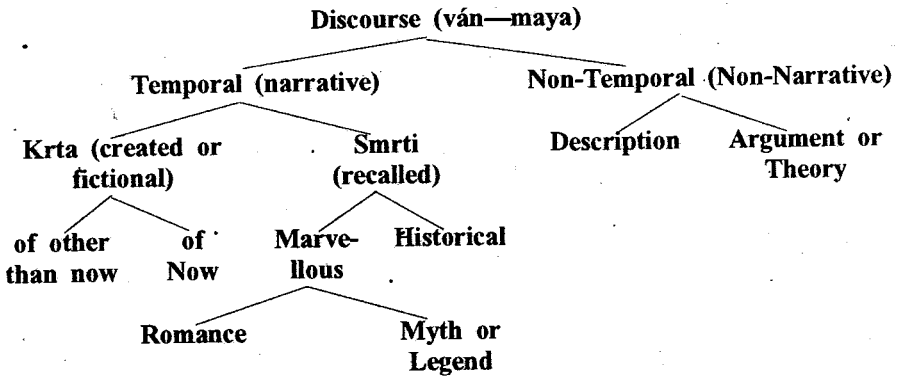 Discourse (ván—maya)
Temporal (narrative)
Non-Temporal (Non-Narrative)
Krta (created or
fictional)
Smrti
(recalled)
Description
Argument or
Theory
of other
than now
of
Now
Marve-
llous
Historical
Romance
Myth or
Legend